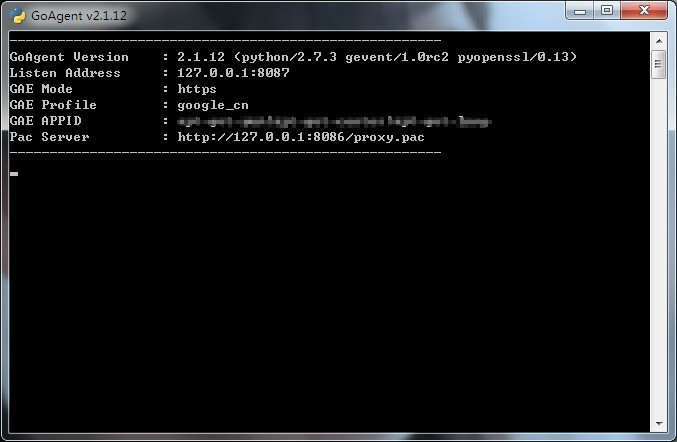 GoAgent v2.1.12
------------------------------------------------------
GoAgent Version    : 2.1.12 (python/2.7.3 gevent/1.0rc2 pyopenssl/0.13)
Listen Address     : 127.0.0.1:8087
GAE Mode           : https
GAE Profile        : google_cn
GAE APPID          :
Pac Server         : http://127.0.0.1:8086/proxy.pac
------------------------------------------------------